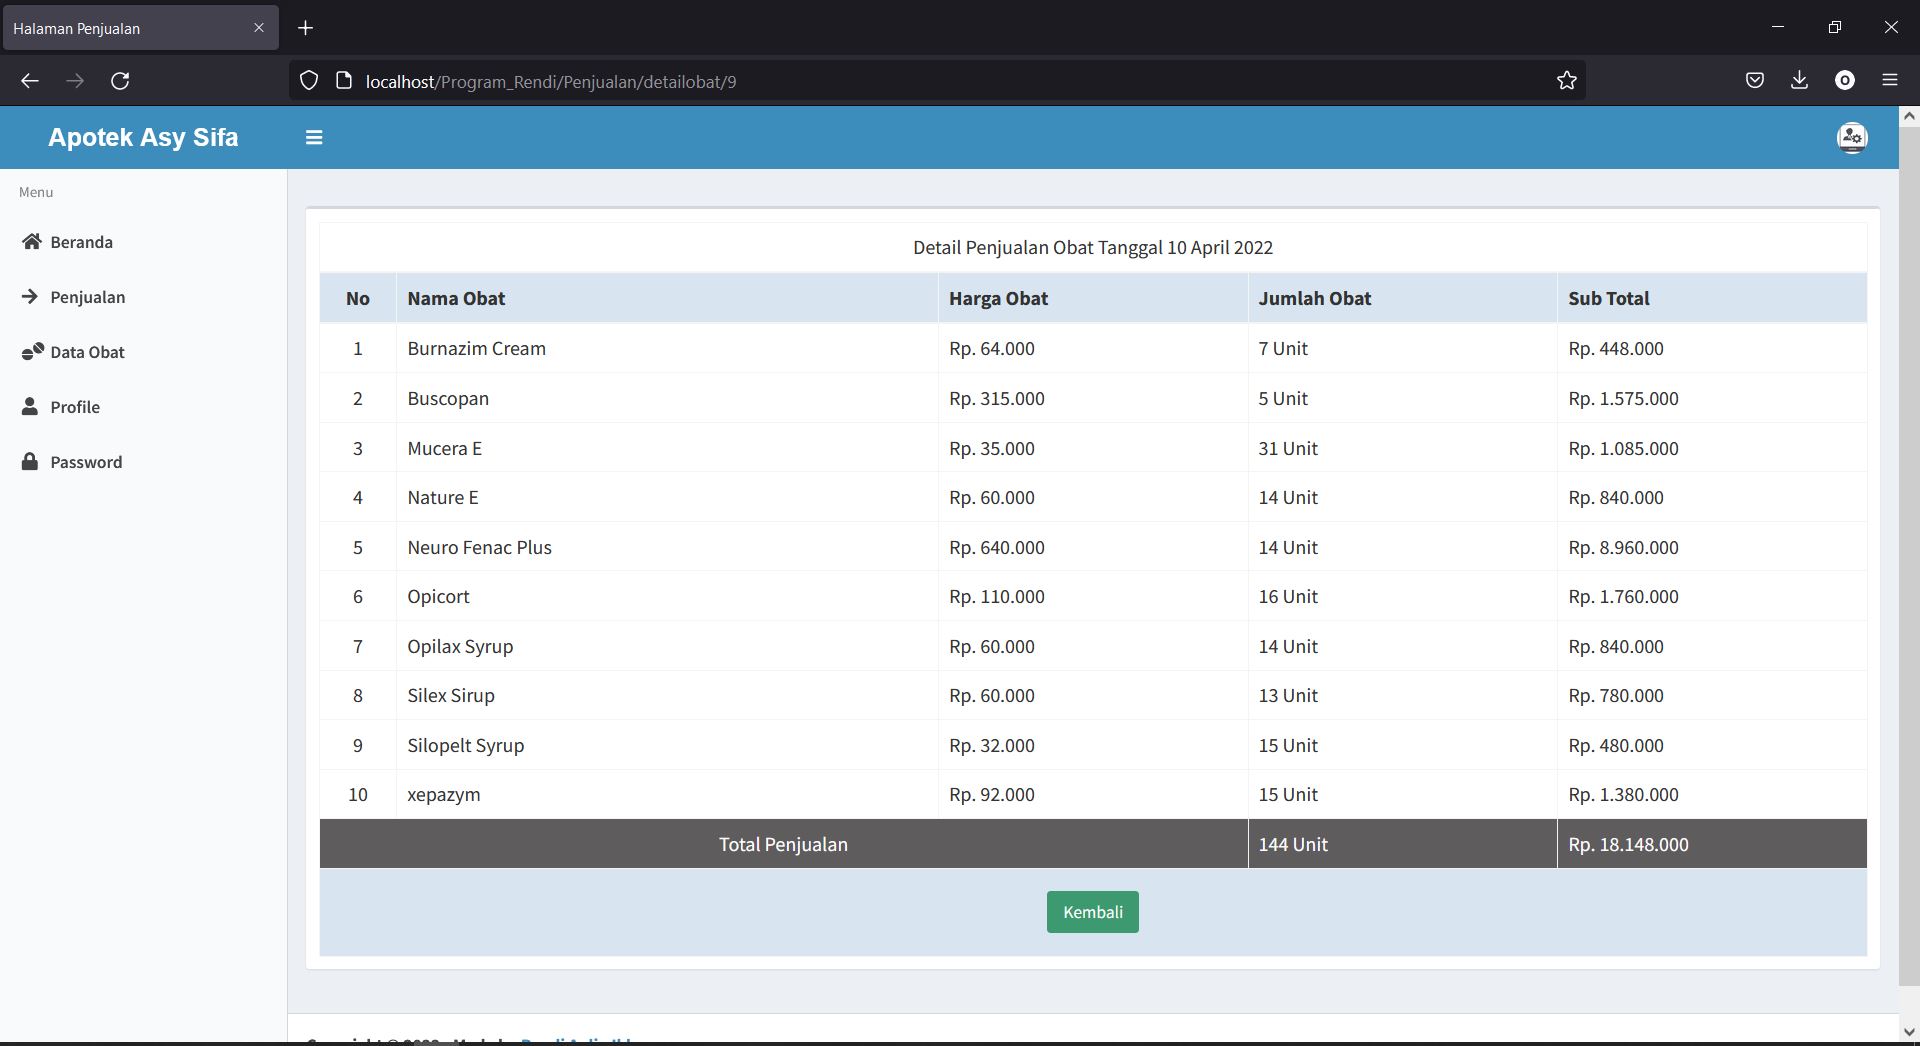 Halaman Penjualan
localhost/Program_Rendi/Penjualan/detailobat/9
Apotek Asy Sifa
Menu
Beranda
Penjualan
Data Obat
Profile
Password
Detail Penjualan Obat Tanggal 10 April 2022
No Nama Obat Harga Obat Jumlah Obat Sub Total
1 Burnazim Cream Rp. 64.000 7 Unit Rp. 448.000
2 Buscopan Rp. 315.000 5 Unit Rp. 1.575.000
3 Mucera E Rp. 35.000 31 Unit Rp. 1.085.000
4 Nature E Rp. 60.000 14 Unit Rp. 840.000
5 Neuro Fenac Plus Rp. 640.000 14 Unit Rp. 8.960.000
6 Opicort Rp. 110.000 16 Unit Rp. 1.760.000
7 Opilax Syrup Rp. 60.000 14 Unit Rp. 840.000
8 Silex Sirup Rp. 60.000 13 Unit Rp. 780.000
9 Silopelt Syrup Rp. 32.000 15 Unit Rp. 480.000
10 xepazym Rp. 92.000 15 Unit Rp. 1.380.000
Total Penjualan 144 Unit Rp. 18.148.000
Kembali